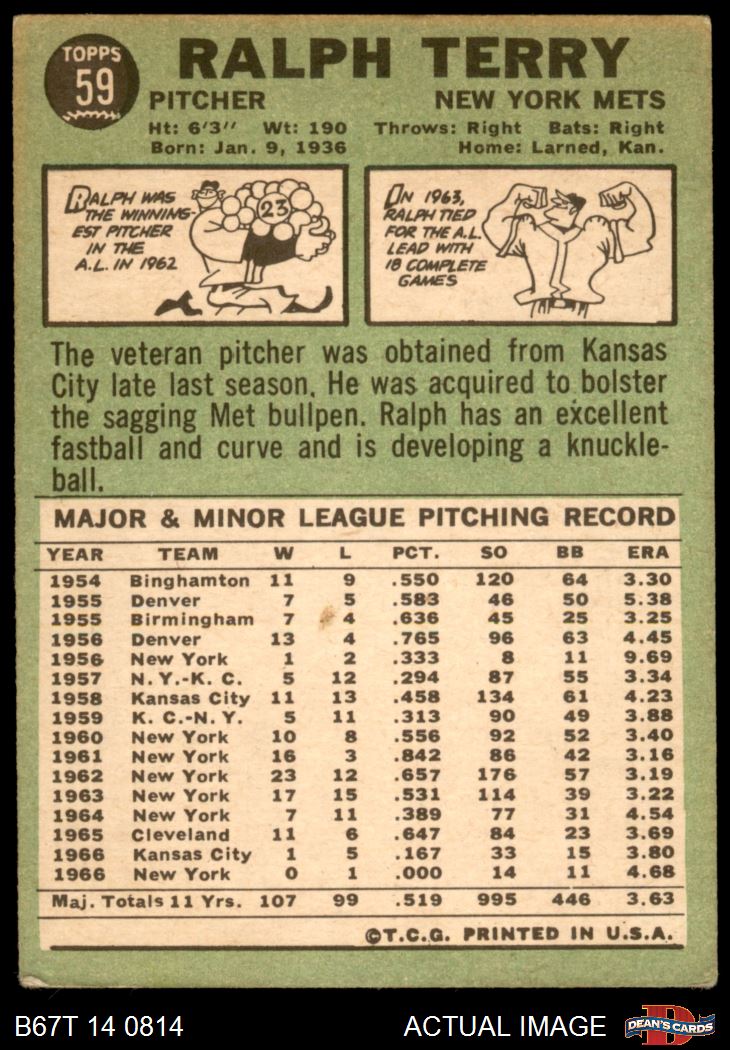 TOPPS
59
RALPH TERRY
PITCHER NEW YORK METS
Ht: 6'3" Wt: 190 Throws: Right Bats: Right
Born: Jan. 9, 1936 Home: Larned, Kan.
RALPH WAS
THE WINNING-
EST PITCHER
IN THE
A.L. IN 1962
23
IN 1963,
RALPH TIED
FOR THE A.L.
LEAD WITH
18 COMPLETE
GAMES
The veteran pitcher was obtained from Kansas
City late last season. He was acquired to bolster
the sagging Met bullpen. Ralph has an excellent
fastball and curve and is developing a knuckle-
ball.
MAJOR & MINOR LEAGUE PITCHING RECORD
YEAR TEAM W L PCT. SO BB ERA
1954 Binghamton 11 9 .550 120 64 3.30
1955 Denver 7 5 .583 46 50 5.38
1955 Birmingham 7 4 .636 45 25 3.25
1956 Denver 13 4 .765 96 63 4.45
1956 New York 1 2 .333 8 11 9.69
1957 N.Y.-K. C. 5 12 .294 87 55 3.34
1958 Kansas City 11 13 .458 134 61 4.23
1959 K. C.-N. Y. 5 11 .313 90 49 3.88
1960 New York 10 8 .556 92 52 3.40
1961 New York 16 3 .842 86 42 3.16
1962 New York 23 12 .657 176 57 3.19
1963 New York 17 15 .531 114 39 3.22
1964 New York 7 11 .389 77 31 4.54
1965 Cleveland 11 6 .647 84 23 3.69
1966 Kansas City 1 5 .167 33 15 3.80
1966 New York 0 1 .000 14 11 4.68
Maj. Totals 11 Yrs. 107 99 .519 995 446 3.63
©T.C.G. PRINTED IN U.S.A.
B67T 14 0814 ACTUAL IMAGE
D
DEAN'S CARDS